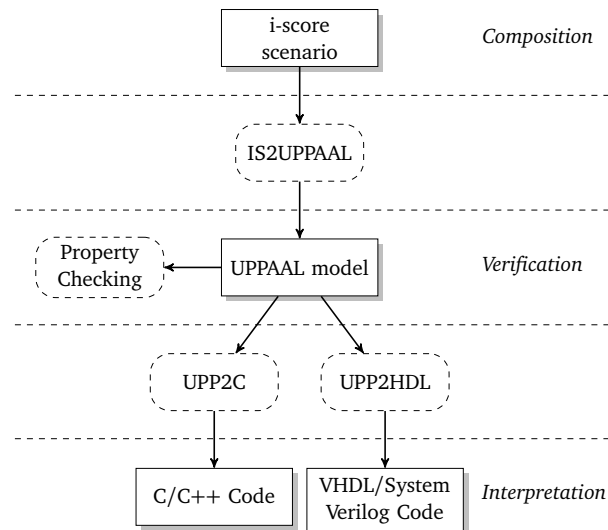 i-score
scenario
Composition
IS2UPPAAL
Property
Checking
UPPAAL model
Verification
UPP2C
UPP2HDL
C/C++ Code
VHDL/System
Verilog Code
Interpretation